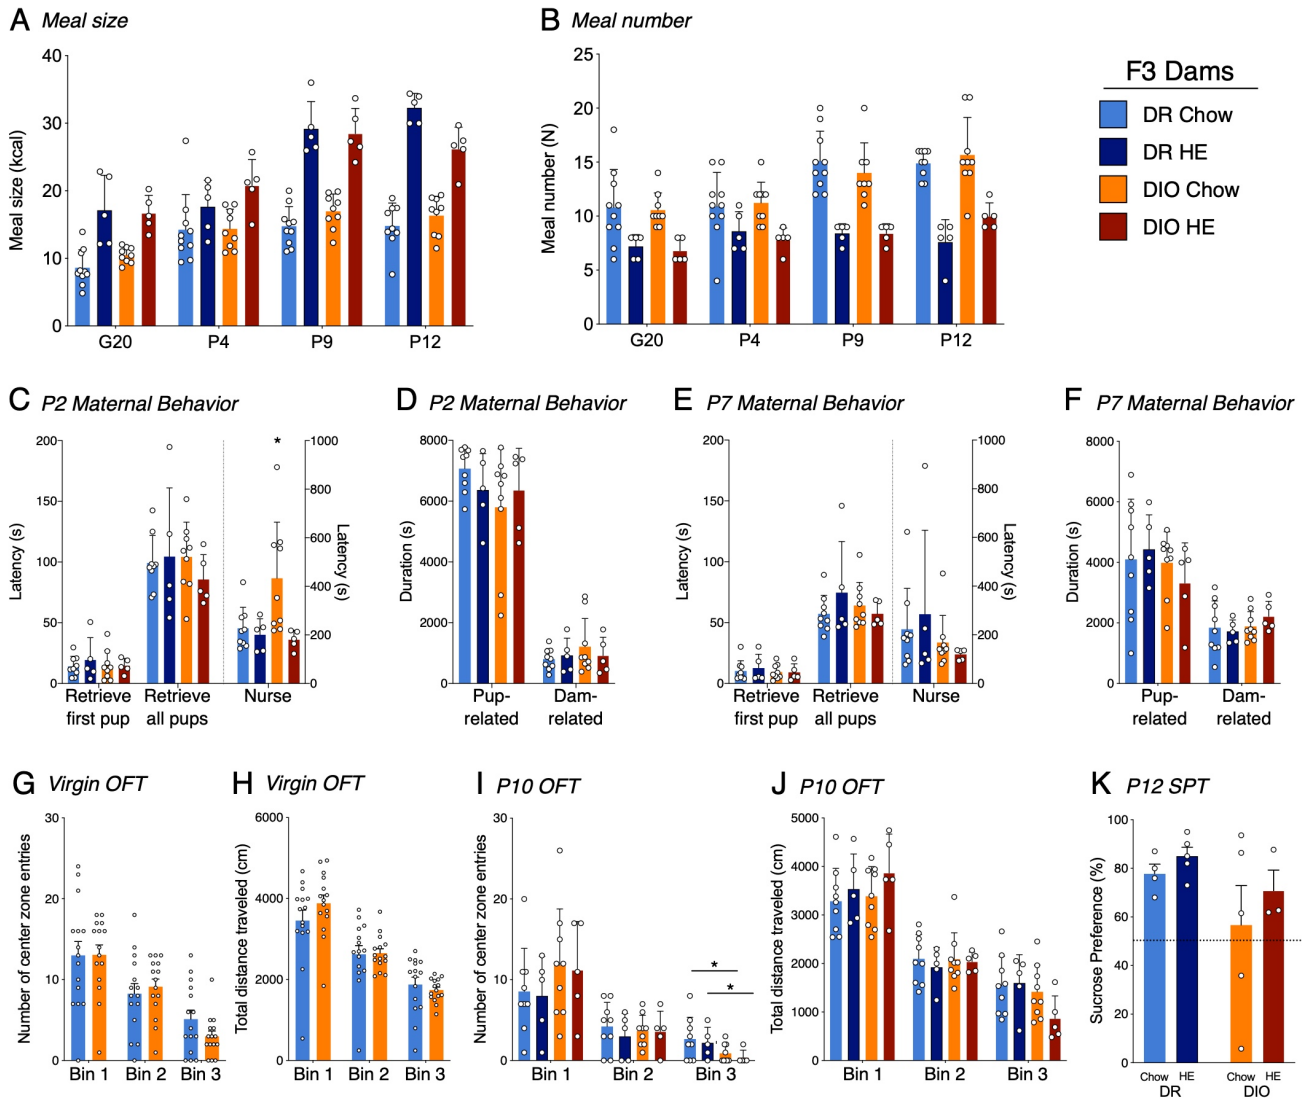 A Meal size
B Meal number
Meal size (kcal)
40
30
20
10
0
G20 P4 P9 P12
Meal number (N)
25
20
15
10
5
0
G20 P4 P9 P12
F3 Dams
DR Chow
DR HE
DIO Chow
DIO HE
C P2 Maternal Behavior
Latency (s)
200
150
100
50
0
*
1000
800
600
400
200
0
Latency (s)
Retrieve first pup
Retrieve all pups
Nurse
D P2 Maternal Behavior
Duration (s)
8000
6000
4000
2000
0
Pup-related
Dam-related
E P7 Maternal Behavior
Latency (s)
200
150
100
50
0
1000
800
600
400
200
0
Latency (s)
Retrieve first pup
Retrieve all pups
Nurse
F P7 Maternal Behavior
Duration (s)
8000
6000
4000
2000
0
Pup-related
Dam-related
G Virgin OFT
Number of center zone entries
30
20
10
0
Bin 1 Bin 2 Bin 3
H Virgin OFT
Total distance traveled (cm)
6000
4000
2000
0
Bin 1 Bin 2 Bin 3
I P10 OFT
Number of center zone entries
30
20
10
0
*
*
Bin 1 Bin 2 Bin 3
J P10 OFT
Total distance traveled (cm)
5000
4000
3000
2000
1000
0
Bin 1 Bin 2 Bin 3
K P12 SPT
Sucrose Preference (%)
100
80
60
40
20
0
Chow HE Chow HE
DR DIO